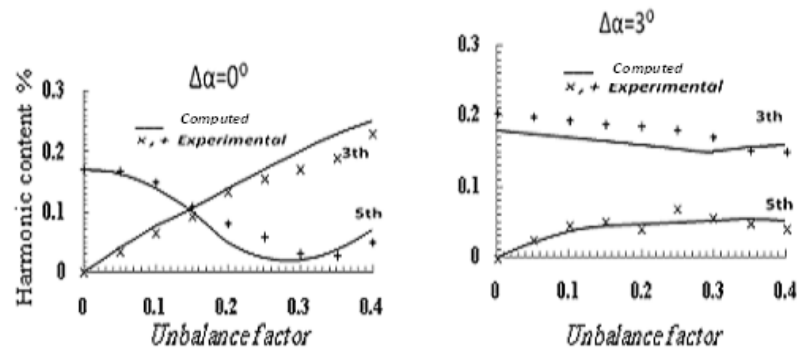 Δα=0⁰
Harmonic content %
0.3
0.2
0.1
0
Computed
×, + Experimental
3th
5th
0 0.1 0.2 0.3 0.4
Unbalance factor
Δα=3⁰
0.3
0.2
0.1
0
Computed
×, + Experimental
3th
5th
0 0.1 0.2 0.3 0.4
Unbalance factor